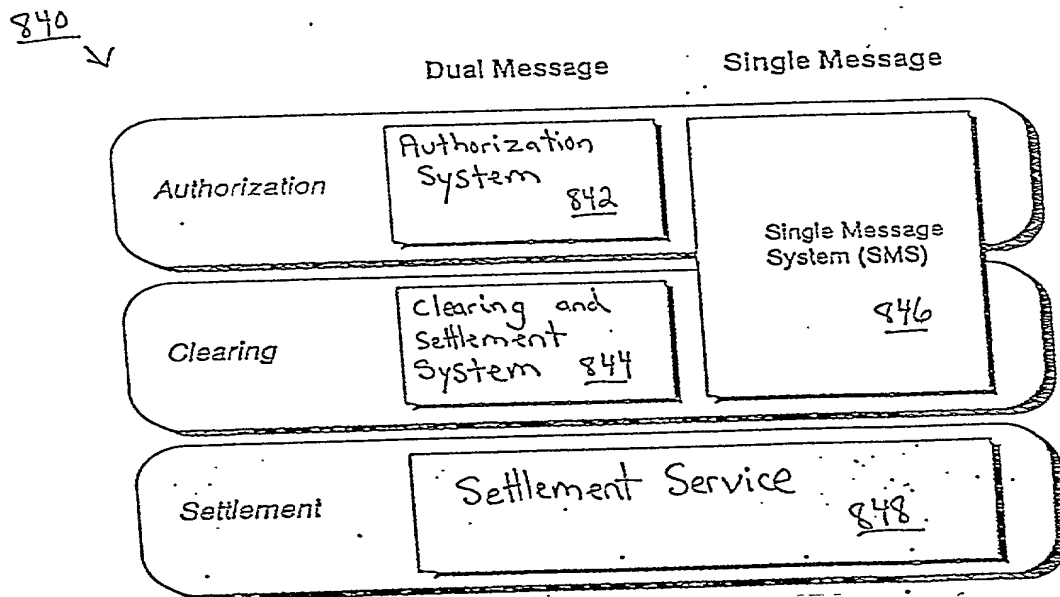 840
Dual Message
Single Message
Authorization
Authorization
System
842
Single Message
System (SMS)
846
Clearing
Clearing and
Settlement
System 844
Settlement
Settlement Service
848